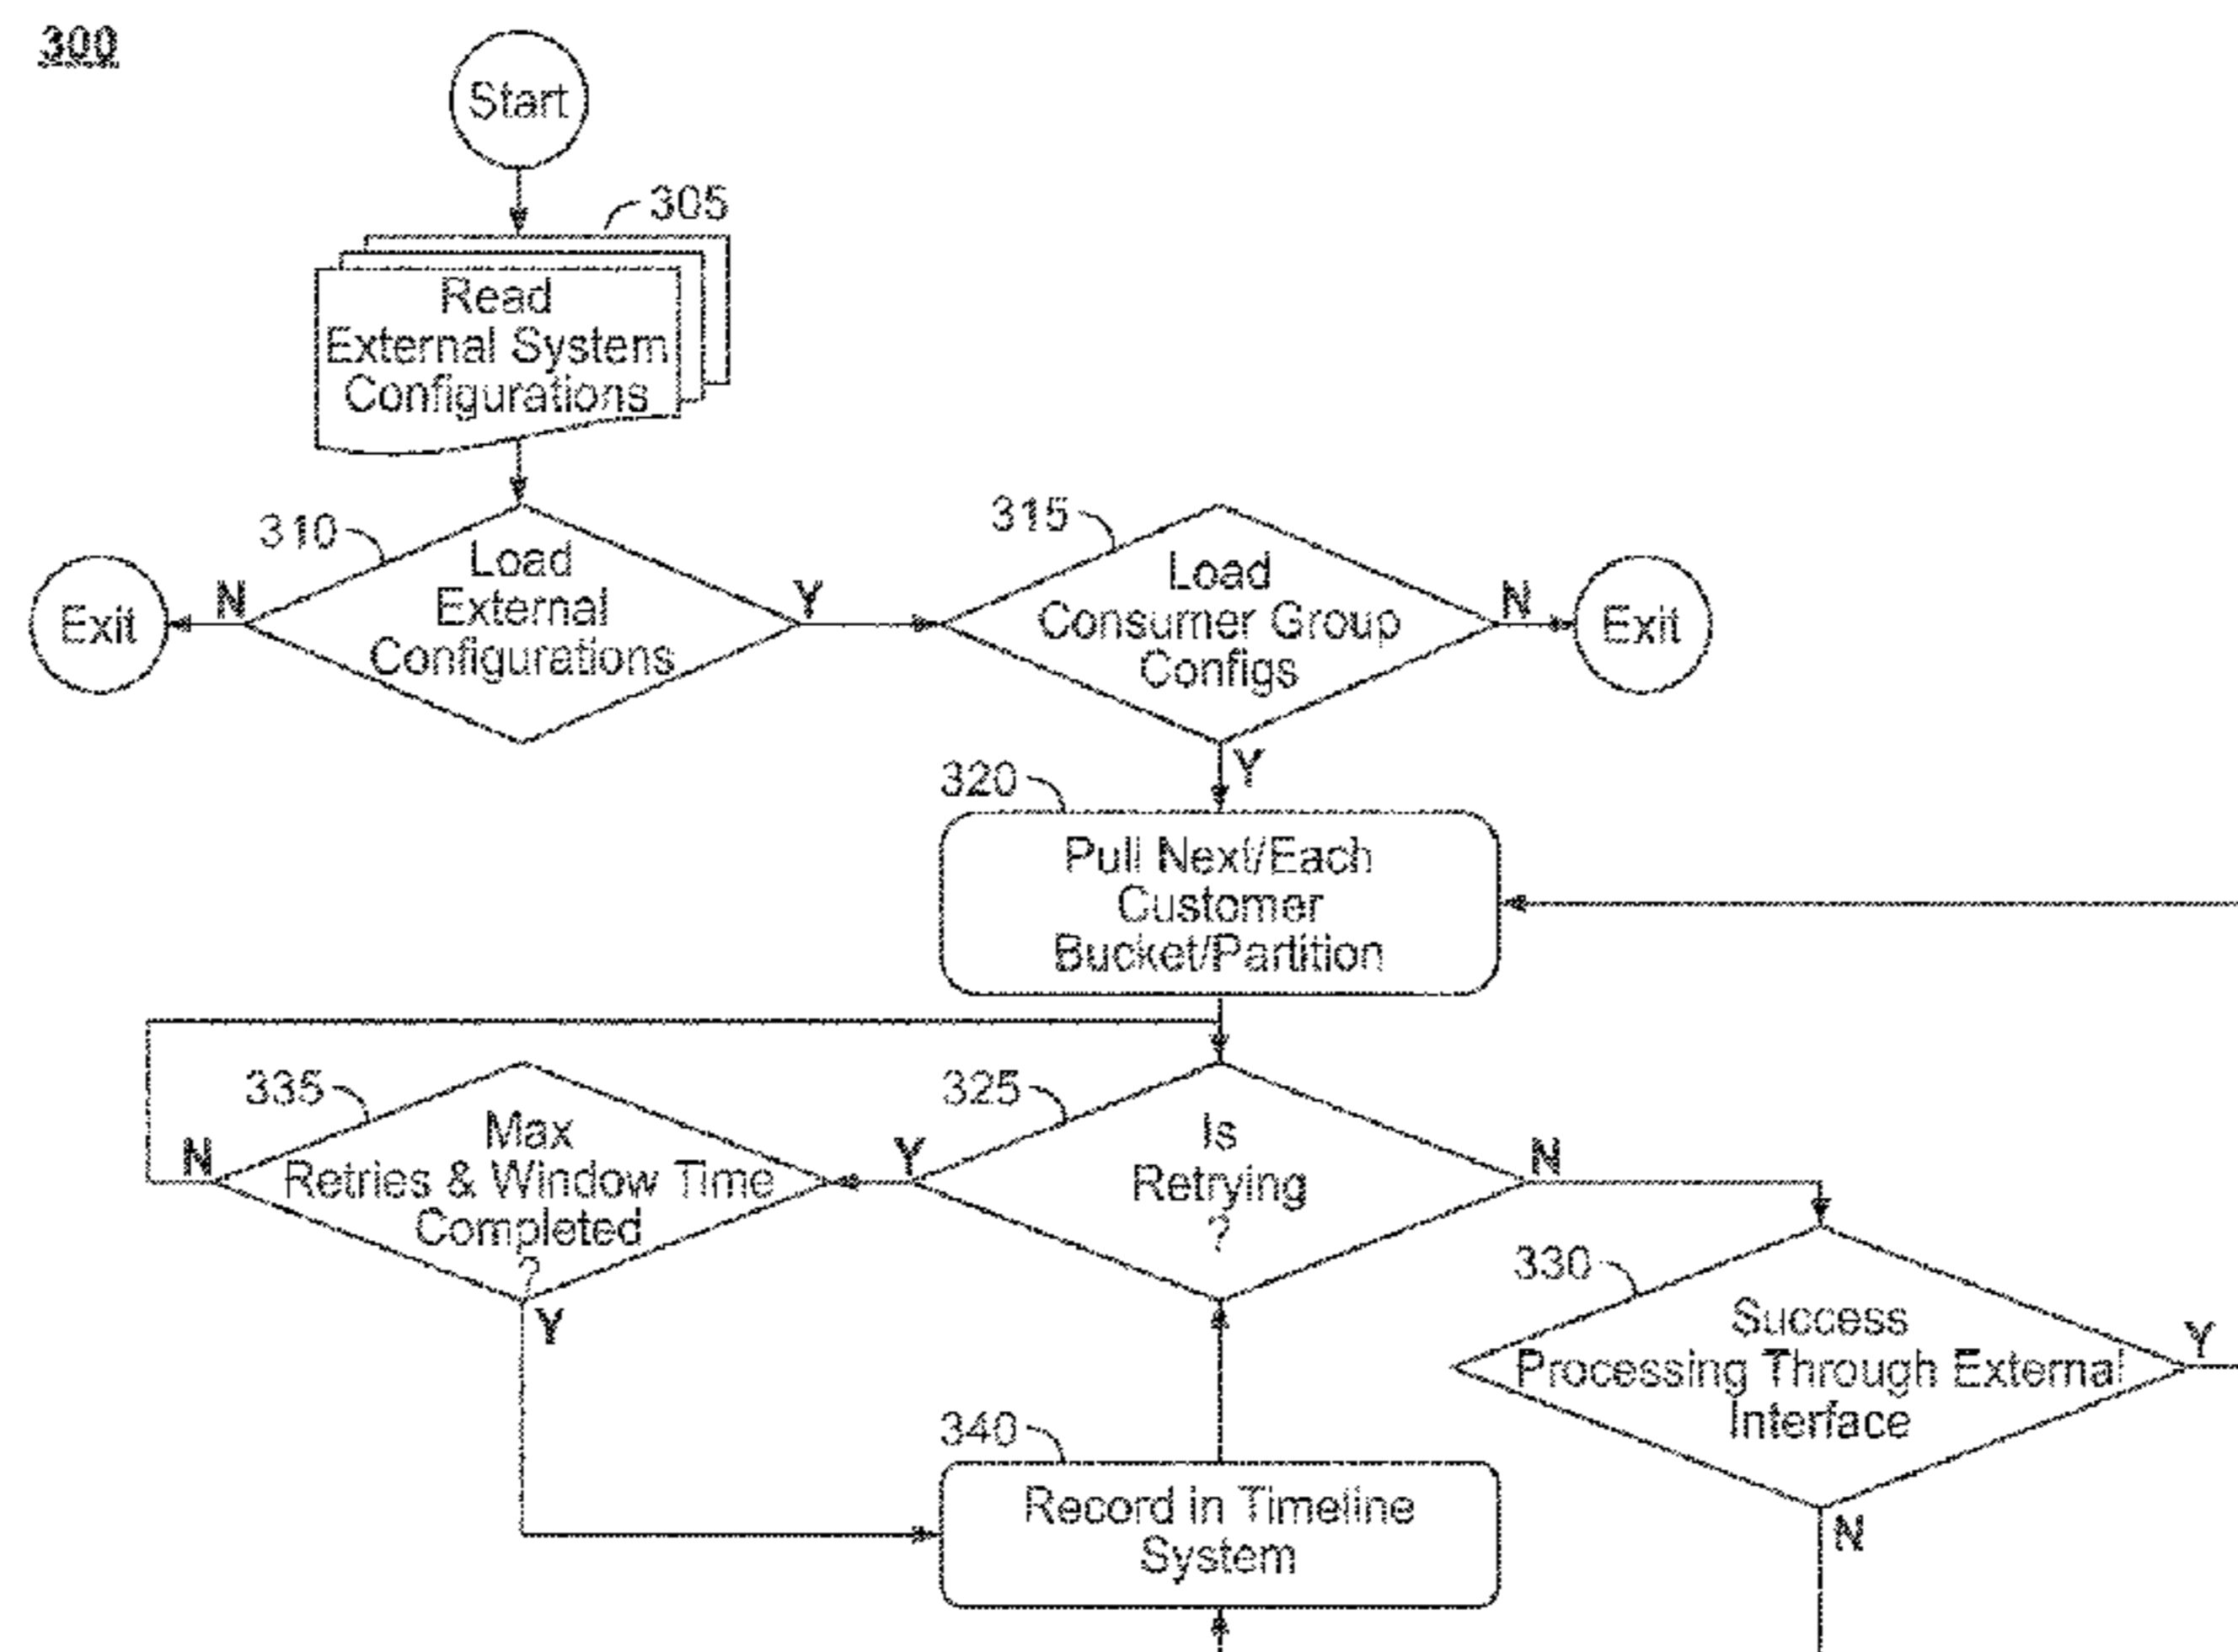 300
Start
305
Read
External System
Configurations
310
Load
External
Configurations
N
Exit
Y
315
Load
Consumer Group
Configs
N
Exit
Y
320
Pull Next/Each
Customer
Bucket/Partition
335
Max
Retries & Window Time
Completed
?
N
Y
325
Is
Retrying
?
Y
N
330
Success
Processing Through External
Interface
Y
N
340
Record in Timeline
System